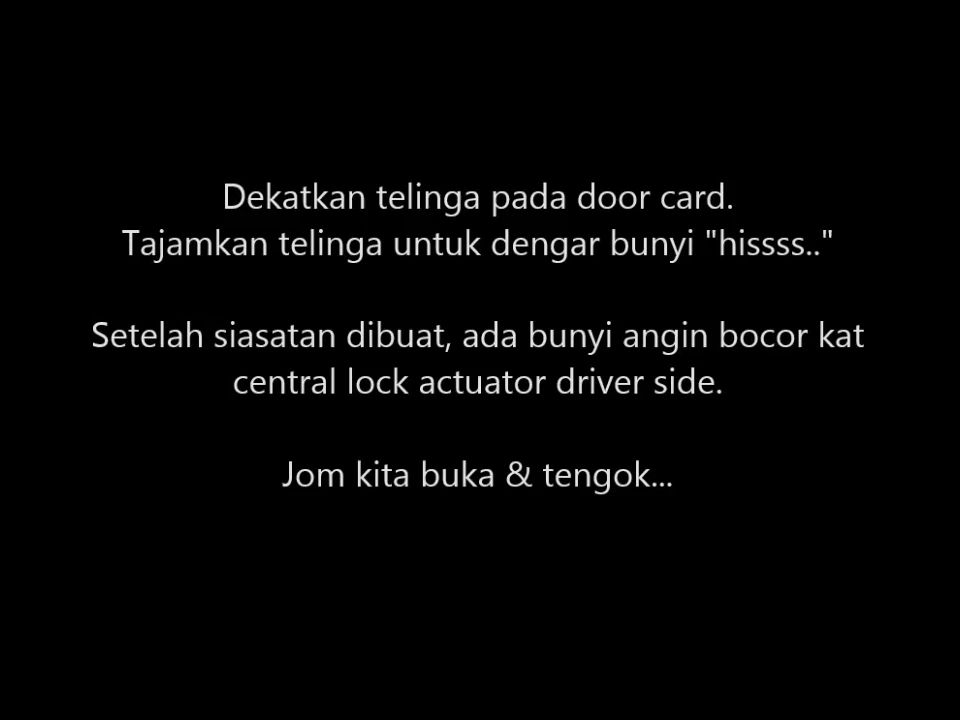 Dekatkan telinga pada door card.
Tajamkan telinga untuk dengar bunyi "hissss.."
Setelah siasatan dibuat, ada bunyi angin bocor kat
central lock actuator driver side.
Jom kita buka & tengok...